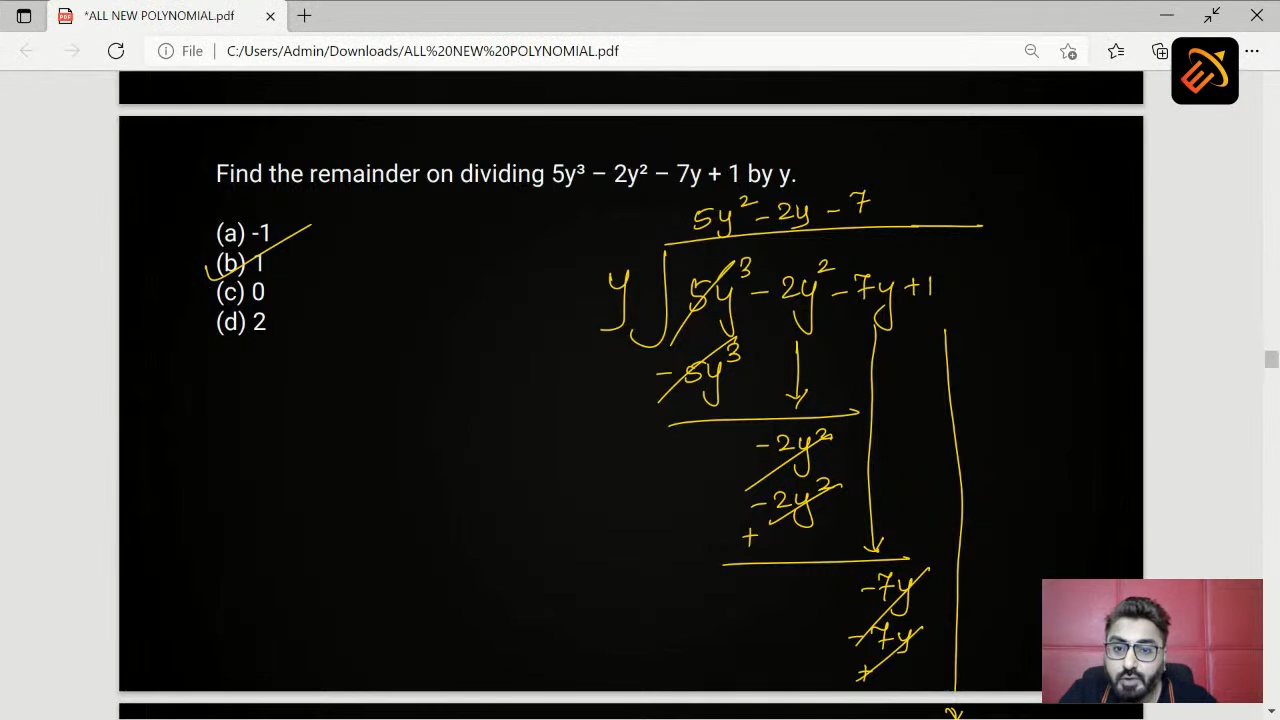 *ALL NEW POLYNOMIAL.pdf
File C:/Users/Admin/Downloads/ALL%20NEW%20POLYNOMIAL.pdf
Find the remainder on dividing 5y³ – 2y² – 7y + 1 by y.
(a) -1
(b) 1
(c) 0
(d) 2
5y² - 2y - 7
y 5y³ - 2y² - 7y + 1
- 5y³
- 2y²
- 2y²
+
- 7y
- 7y
+